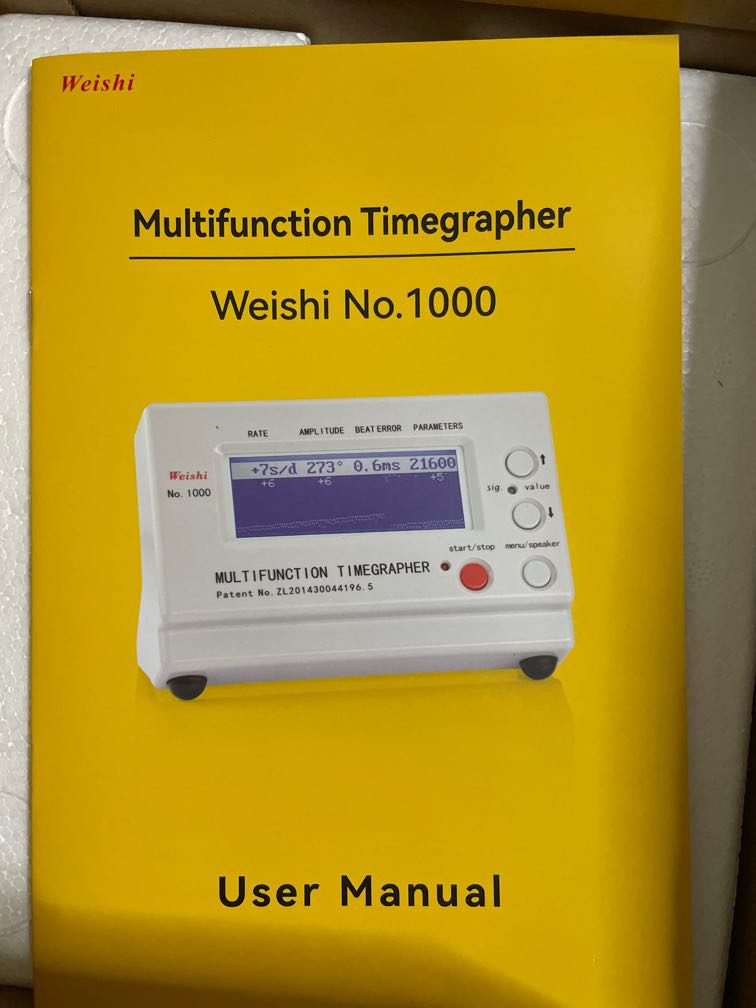 Weishi
Multifunction Timegrapher
Weishi No.1000
RATE AMPLITUDE BEAT ERROR PARAMETERS
Weishi
No. 1000
+7s/d 273° 0.6ms 21600
+6 +6 +5
sig. value
start/stop menu/speaker
MULTIFUNCTION TIMEGRAPHER
Patent No. ZL201430044196.5
User Manual